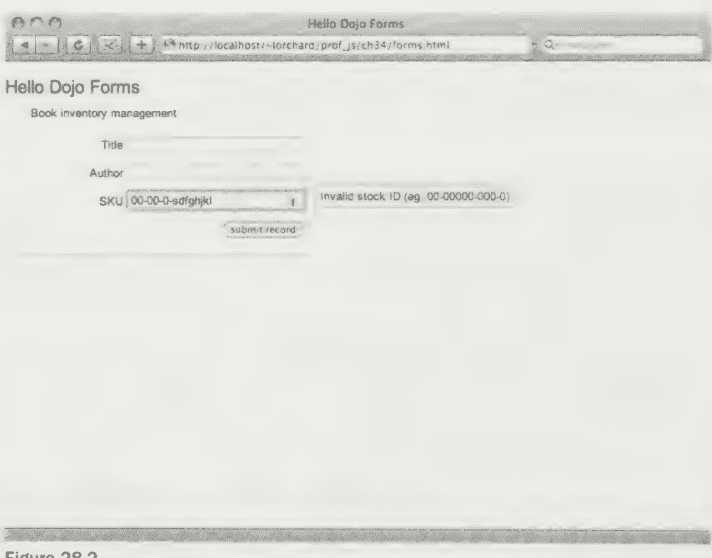 Hello Dojo Forms
http://localhost/~lorchard/prof_js/ch34/forms.html
Hello Dojo Forms
Book inventory management
Title
Author
SKU 00-00-0-sdfghjkl Invalid stock ID (eg. 00-00000-000-0)
submit record
Figure 28-2